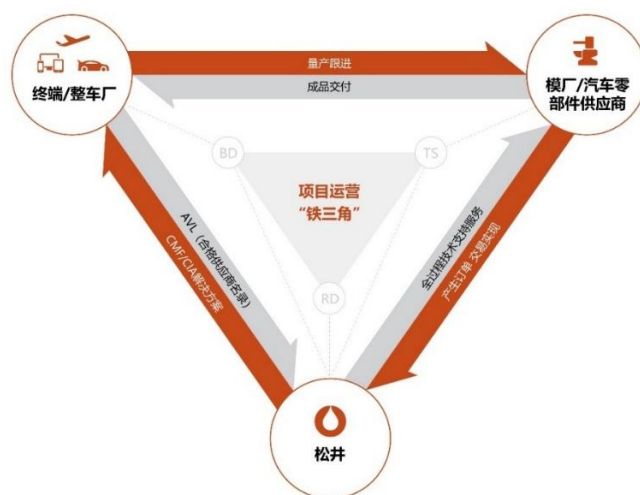 终端/整车厂
量产跟进
成品交付
模厂/汽车零
部件供应商
BD
TS
项目运营
“铁三角”
RD
AVL（合格供应商名录）
CMF/CIA解决方案
全过程技术支持服务
产生订单 交易实现
松井